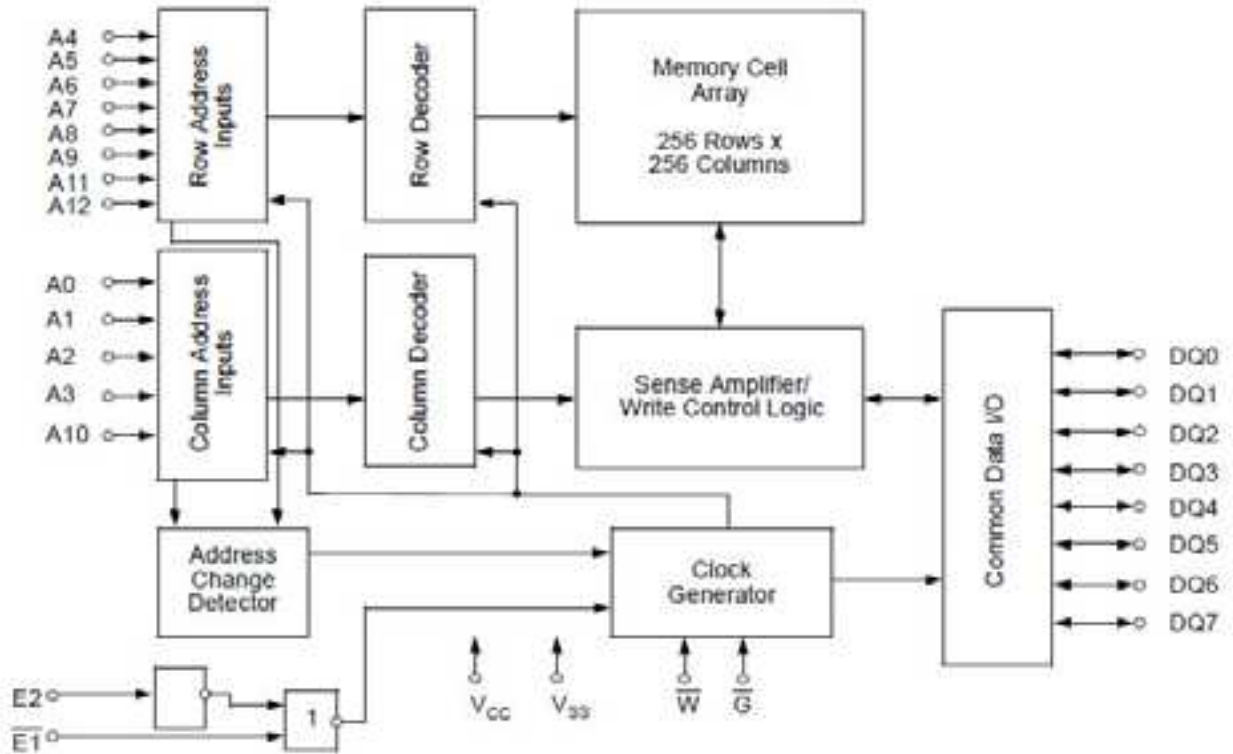 A4
A5
A6
A7
A8
A9
A11
A12
Row Address
Inputs
Row Decoder
Memory Cell
Array
256 Rows x
256 Columns
A0
A1
A2
A3
A10
Column Address
Inputs
Column Decoder
Sense Amplifier/
Write Control Logic
Common Data I/O
DQ0
DQ1
DQ2
DQ3
DQ4
DQ5
DQ6
DQ7
Address
Change
Detector
Clock
Generator
E2
E̅1̅
1
VCC
VSS
W̅
G̅